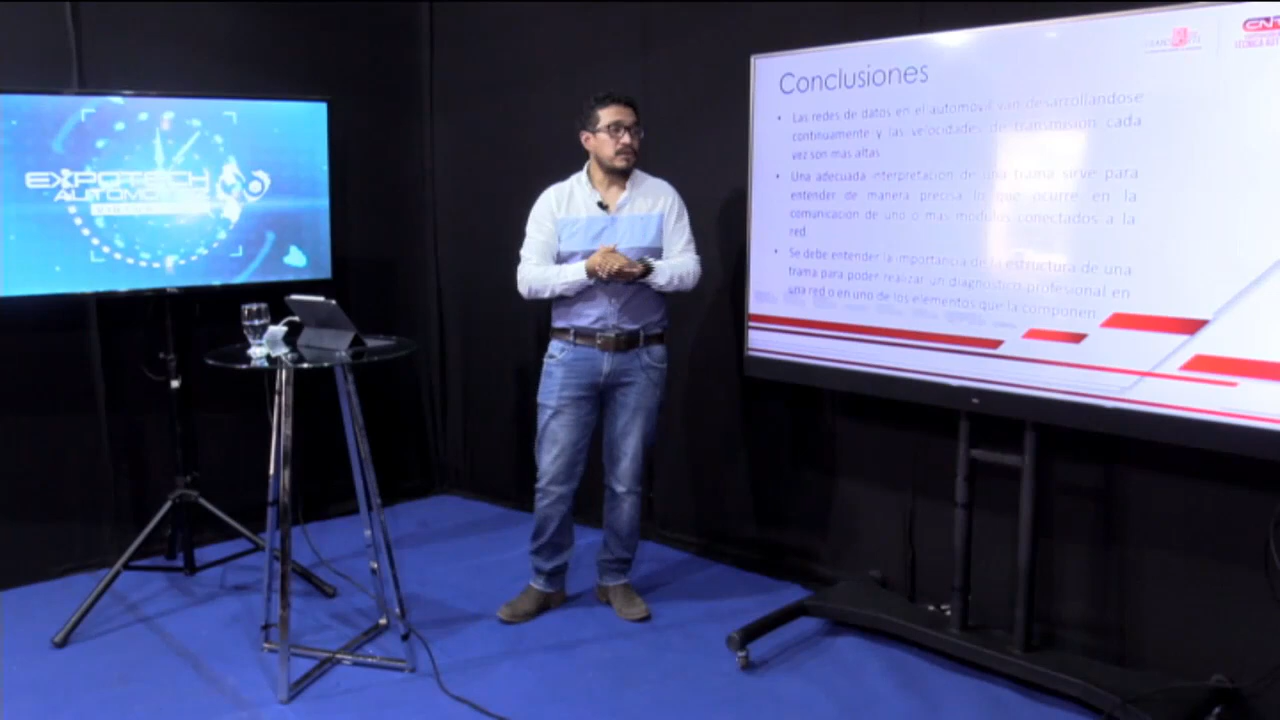 EXPOTECH
AUTOMOTRIZ
VIRTUAL
Conclusiones
• Las redes de datos en el automóvil van desarrollándose
continuamente y las velocidades de transmisión cada
vez son más altas.
• Una adecuada interpretación de una trama sirve para
entender de manera precisa lo que ocurre en la
comunicación de uno o más módulos conectados a la
red.
• Se debe entender la importancia de la estructura de una
trama para poder realizar un diagnóstico profesional en
una red o en uno de los elementos que la componen.